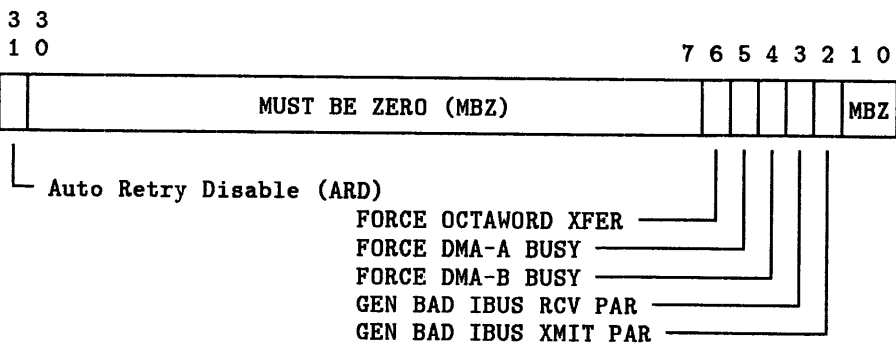 3 3
1 0 7 6 5 4 3 2 1 0
MUST BE ZERO (MBZ) MBZ
Auto Retry Disable (ARD)
FORCE OCTAWORD XFER
FORCE DMA-A BUSY
FORCE DMA-B BUSY
GEN BAD IBUS RCV PAR
GEN BAD IBUS XMIT PAR